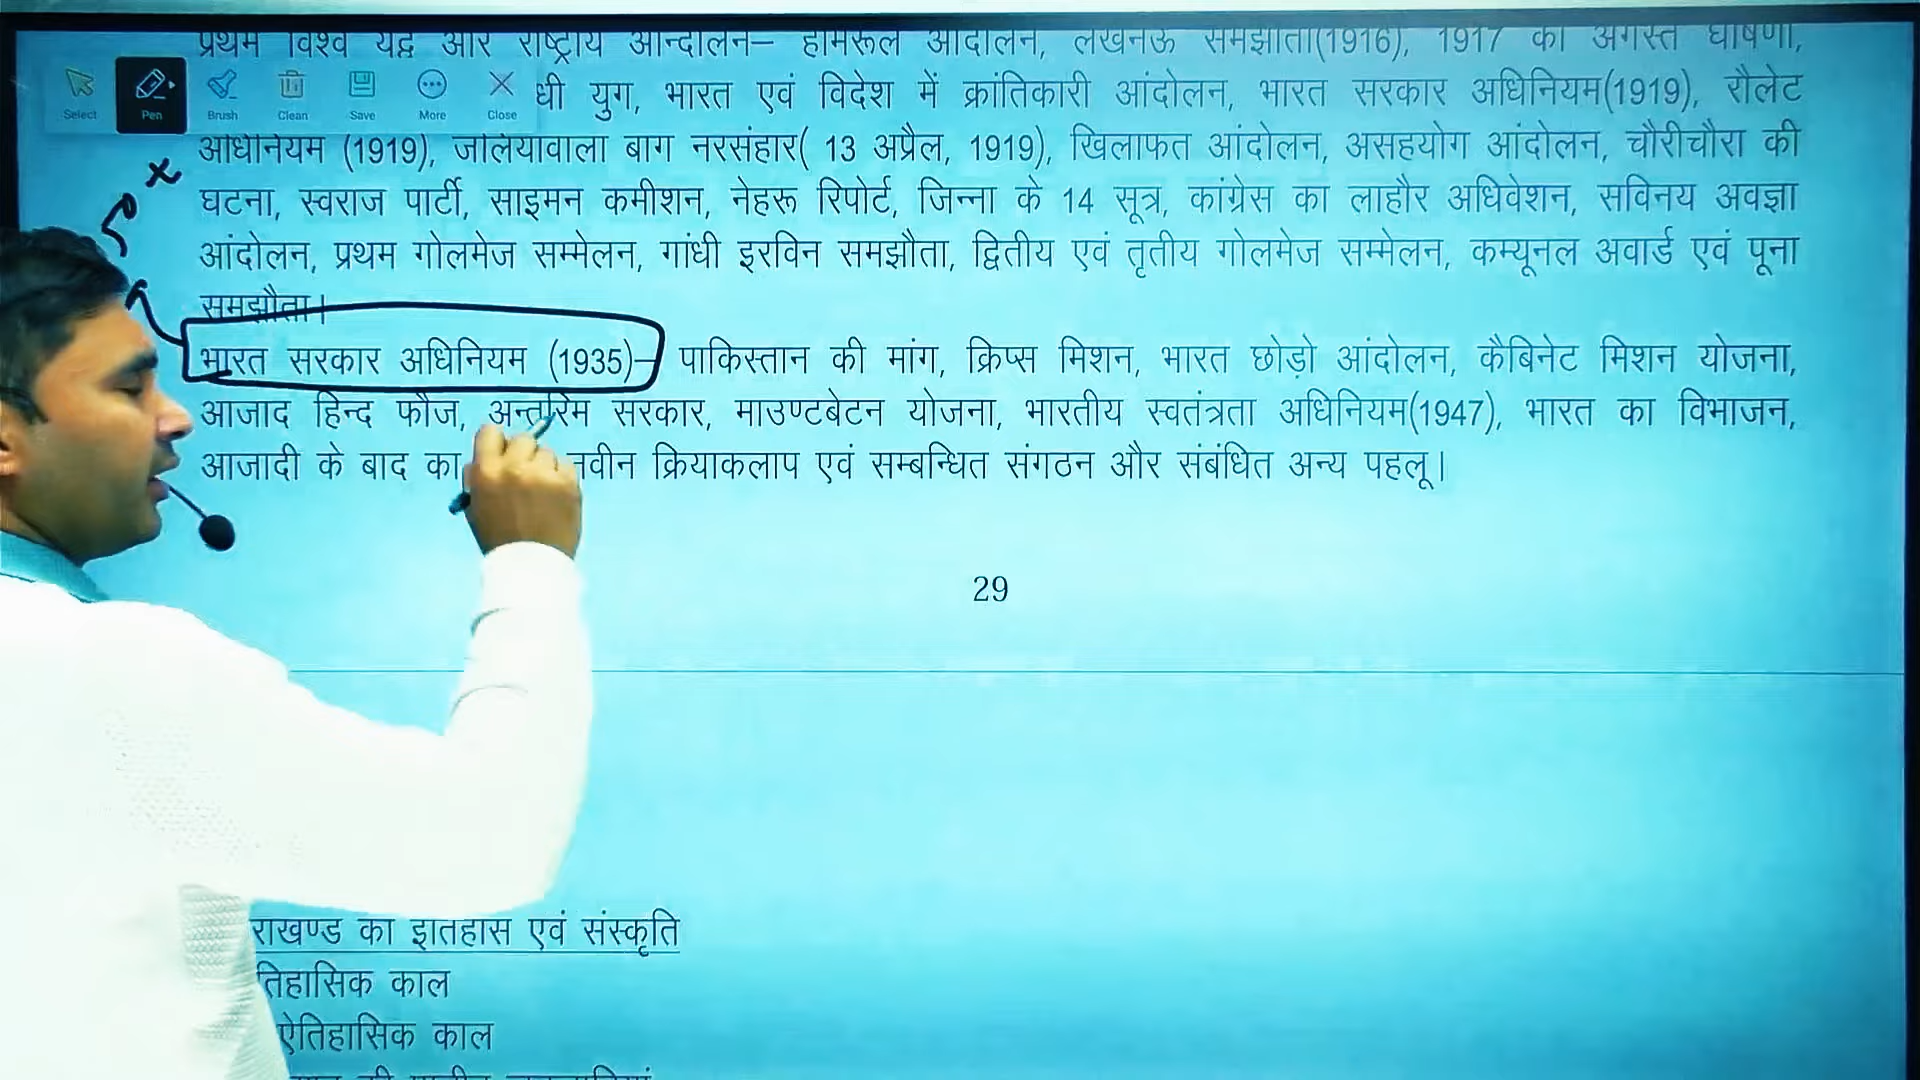 प्रथम विश्व युद्ध और राष्ट्रीय आन्दोलन– होमरूल आंदोलन, लखनऊ समझौता(1916), 1917 की अगस्त घोषणा,
Select Pen Brush Clean Save More Close
धी युग, भारत एवं विदेश में क्रांतिकारी आंदोलन, भारत सरकार अधिनियम(1919), रौलेट
अधिनियम (1919), जलियावाला बाग नरसंहार( 13 अप्रैल, 1919), खिलाफत आंदोलन, असहयोग आंदोलन, चौरीचौरा की
घटना, स्वराज पार्टी, साइमन कमीशन, नेहरू रिपोर्ट, जिन्ना के 14 सूत्र, कांग्रेस का लाहौर अधिवेशन, सविनय अवज्ञा
आंदोलन, प्रथम गोलमेज सम्मेलन, गांधी इरविन समझौता, द्वितीय एवं तृतीय गोलमेज सम्मेलन, कम्यूनल अवार्ड एवं पूना
समझौता।
भारत सरकार अधिनियम (1935)– पाकिस्तान की मांग, क्रिप्स मिशन, भारत छोड़ो आंदोलन, कैबिनेट मिशन योजना,
आजाद हिन्द फौज, अन्तरिम सरकार, माउण्टबेटन योजना, भारतीय स्वतंत्रता अधिनियम(1947), भारत का विभाजन,
आजादी के बाद का नवीन क्रियाकलाप एवं सम्बन्धित संगठन और संबंधित अन्य पहलू।
29
राखण्ड का इतिहास एवं संस्कृति
तिहासिक काल
ऐतिहासिक काल